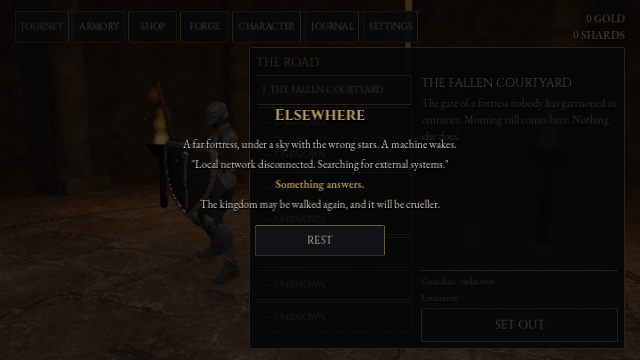 JOURNEY
ARMORY
SHOP
FORGE
CHARACTER
JOURNAL
SETTINGS
0 GOLD
0 SHARDS
THE ROAD
I THE FALLEN COURTYARD
THE FALLEN COURTYARD
The gate of a fortress nobody has garrisoned in
centuries. Morning still comes here. Nothing
else does.
ELSEWHERE
A far fortress, under a sky with the wrong stars. A machine wakes.
"Local network disconnected. Searching for external systems."
Something answers.
The kingdom may be walked again, and it will be crueller.
UNKNOWN
REST
UNKNOWN
UNKNOWN
Guardian: unknown
Uncleared
SET OUT